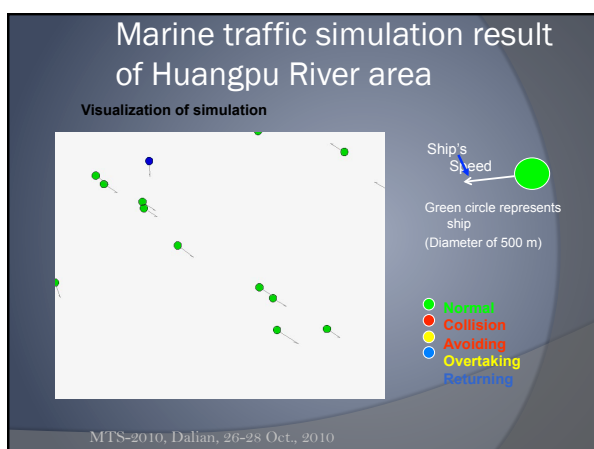 Marine traffic simulation result
of Huangpu River area
Visualization of simulation
Ship's
Speed
Green circle represents
ship
(Diameter of 500 m)
Normal
Collision
Avoiding
Overtaking
Returning
MTS-2010, Dalian, 26-28 Oct., 2010